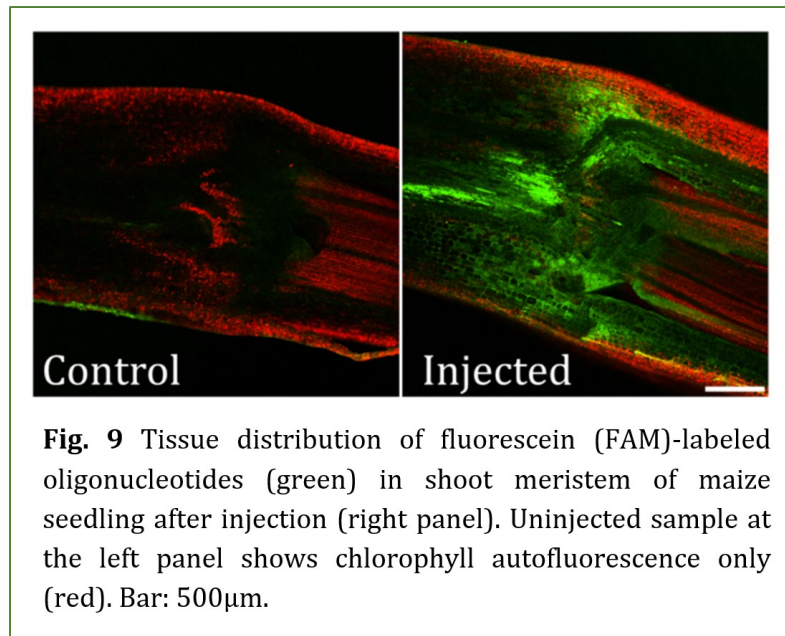 Control Injected
Fig. 9 Tissue distribution of fluorescein (FAM)-labeled
oligonucleotides (green) in shoot meristem of maize
seedling after injection (right panel). Uninjected sample at
the left panel shows chlorophyll autofluorescence only
(red). Bar: 500µm.